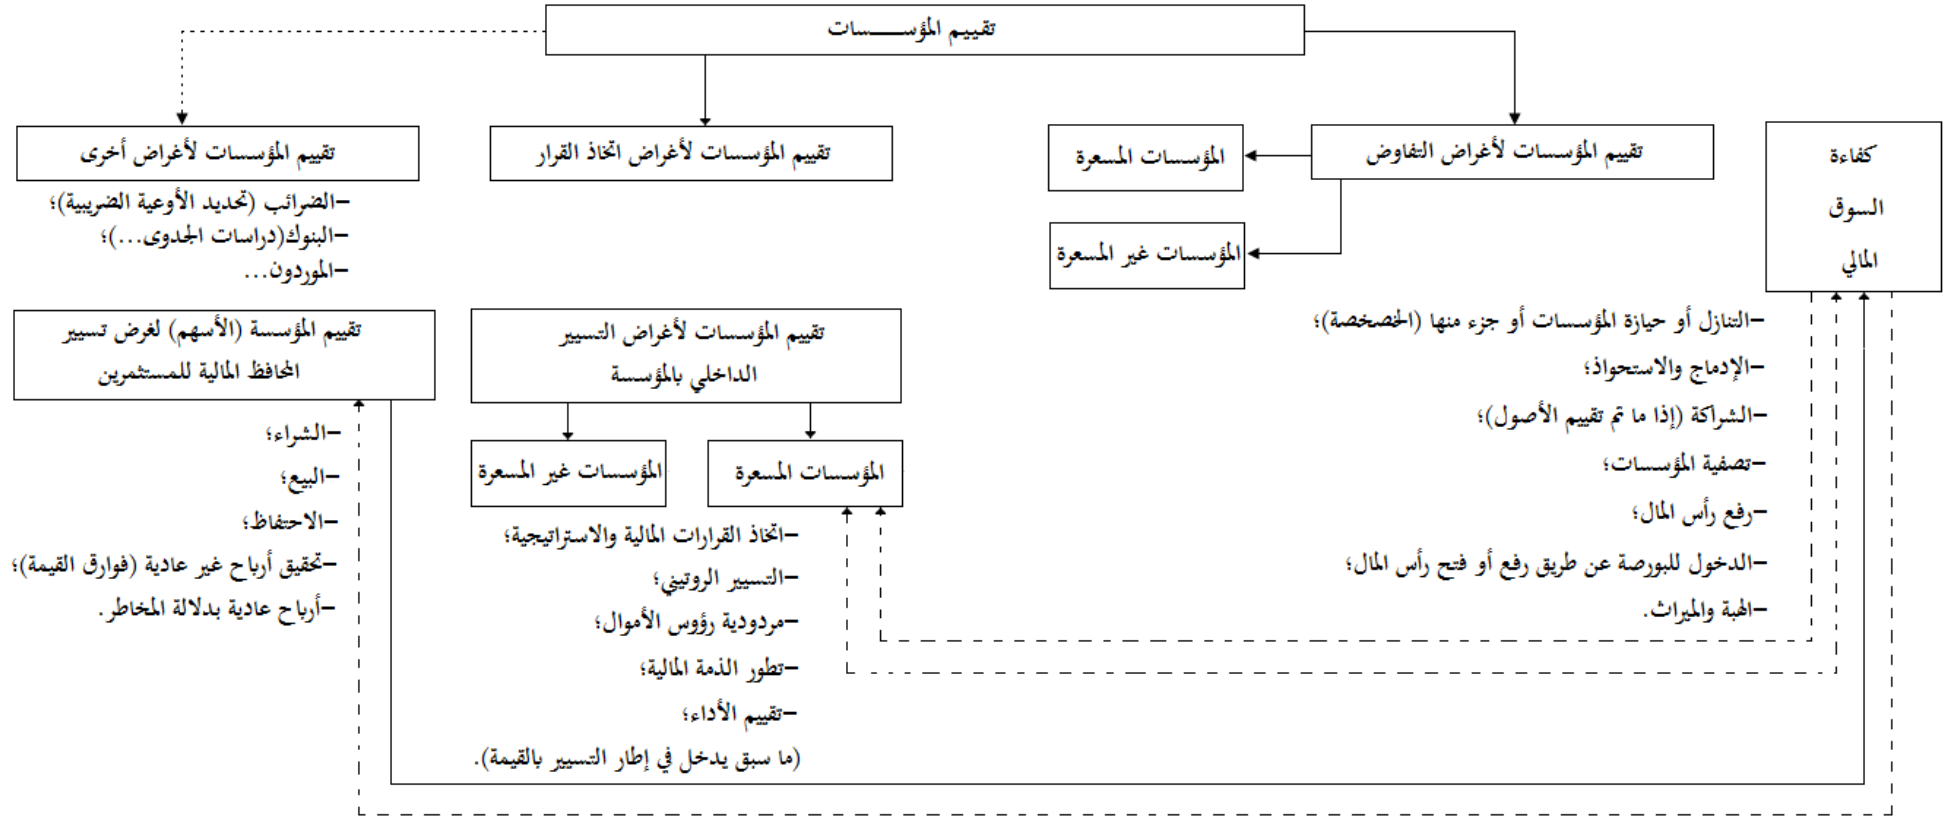 تقييم المؤســـسات
تقييم المؤسسات لأغراض التفاوض
تقييم المؤسسات لأغراض اتخاذ القرار
تقييم المؤسسات لأغراض أخرى
كفاءة
السوق
المالي
المؤسسات المسعرة
المؤسسات غير المسعرة
–التنازل أو حيازة المؤسسات أو جزء منها (الخصخصة)؛
–الإدماج والاستحواذ؛
–الشراكة (إذا ما تم تقييم الأصول)؛
–تصفية المؤسسات؛
–رفع رأس المال؛
–الدخول للبورصة عن طريق رفع أو فتح رأس المال؛
–الهبة والميراث.
–الضرائب (تحديد الأوعية الضريبية)؛
–البنوك(دراسات الجدوى...)؛
–الموردون...
تقييم المؤسسات لأغراض التسيير
الداخلي بالمؤسسة
المؤسسات المسعرة
المؤسسات غير المسعرة
–اتخاذ القرارات المالية والاستراتيجية؛
–التسيير الروتيني؛
–مردودية رؤوس الأموال؛
–تطور الذمة المالية؛
–تقييم الأداء؛
(ما سبق يدخل في إطار التسيير بالقيمة).
تقييم المؤسسة (الأسهم) لغرض تسيير
المحافظ المالية للمستثمرين
–الشراء؛
–البيع؛
–الاحتفاظ؛
–تحقيق أرباح غير عادية (فوارق القيمة)؛
–أرباح عادية بدلالة المخاطر.